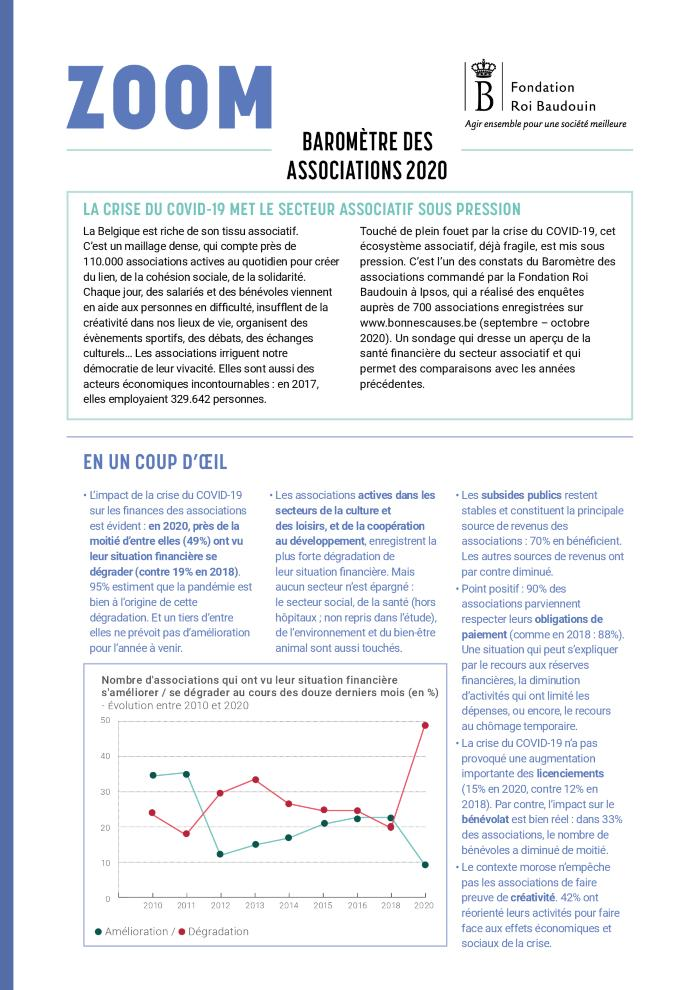 ZOOM
B
Fondation
Roi Baudouin
Agir ensemble pour une société meilleure
BAROMÈTRE DES
ASSOCIATIONS 2020
LA CRISE DU COVID-19 MET LE SECTEUR ASSOCIATIF SOUS PRESSION
La Belgique est riche de son tissu associatif.
C’est un maillage dense, qui compte près de
110.000 associations actives au quotidien pour créer
du lien, de la cohésion sociale, de la solidarité.
Chaque jour, des salariés et des bénévoles viennent
en aide aux personnes en difficulté, insufflent de la
créativité dans nos lieux de vie, organisent des
évènements sportifs, des débats, des échanges
culturels… Les associations irriguent notre
démocratie de leur vivacité. Elles sont aussi des
acteurs économiques incontournables : en 2017,
elles employaient 329.642 personnes.
Touché de plein fouet par la crise du COVID-19, cet
écosystème associatif, déjà fragile, est mis sous
pression. C’est l’un des constats du Baromètre des
associations commandé par la Fondation Roi
Baudouin à Ipsos, qui a réalisé des enquêtes
auprès de 700 associations enregistrées sur
www.bonnescauses.be (septembre – octobre
2020). Un sondage qui dresse un aperçu de la
santé financière du secteur associatif et qui
permet des comparaisons avec les années
précédentes.
EN UN COUP D’ŒIL
• L’impact de la crise du COVID-19
sur les finances des associations
est évident : en 2020, près de la
moitié d’entre elles (49%) ont vu
leur situation financière se
dégrader (contre 19% en 2018).
95% estiment que la pandémie est
bien à l’origine de cette
dégradation. Et un tiers d’entre
elles ne prévoit pas d’amélioration
pour l’année à venir.
• Les associations actives dans les
secteurs de la culture et
des loisirs, et de la coopération
au développement, enregistrent la
plus forte dégradation de
leur situation financière. Mais
aucun secteur n’est épargné :
le secteur social, de la santé (hors
hôpitaux ; non repris dans l’étude),
de l’environnement et du bien-être
animal sont aussi touchés.
• Les subsides publics restent
stables et constituent la principale
source de revenus des
associations : 70% en bénéficient.
Les autres sources de revenus ont
par contre diminué.
• Point positif : 90% des
associations parviennent
respecter leurs obligations de
paiement (comme en 2018 : 88%).
Une situation qui peut s’expliquer
par le recours aux réserves
financières, la diminution
d’activités qui ont limité les
dépenses, ou encore, le recours
au chômage temporaire.
• La crise du COVID-19 n’a pas
provoqué une augmentation
importante des licenciements
(15% en 2020, contre 12% en
2018). Par contre, l’impact sur le
bénévolat est bien réel : dans 33%
des associations, le nombre de
bénévoles a diminué de moitié.
• Le contexte morose n’empêche
pas les associations de faire
preuve de créativité. 42% ont
réorienté leurs activités pour faire
face aux effets économiques et
sociaux de la crise.
Nombre d'associations qui ont vu leur situation financière
s'améliorer / se dégrader au cours des douze derniers mois (en %)
- évolution entre 2010 et 2020
50
40
30
20
10
0
2010 2011 2012 2013 2014 2015 2016 2018 2020
Amélioration / Dégradation